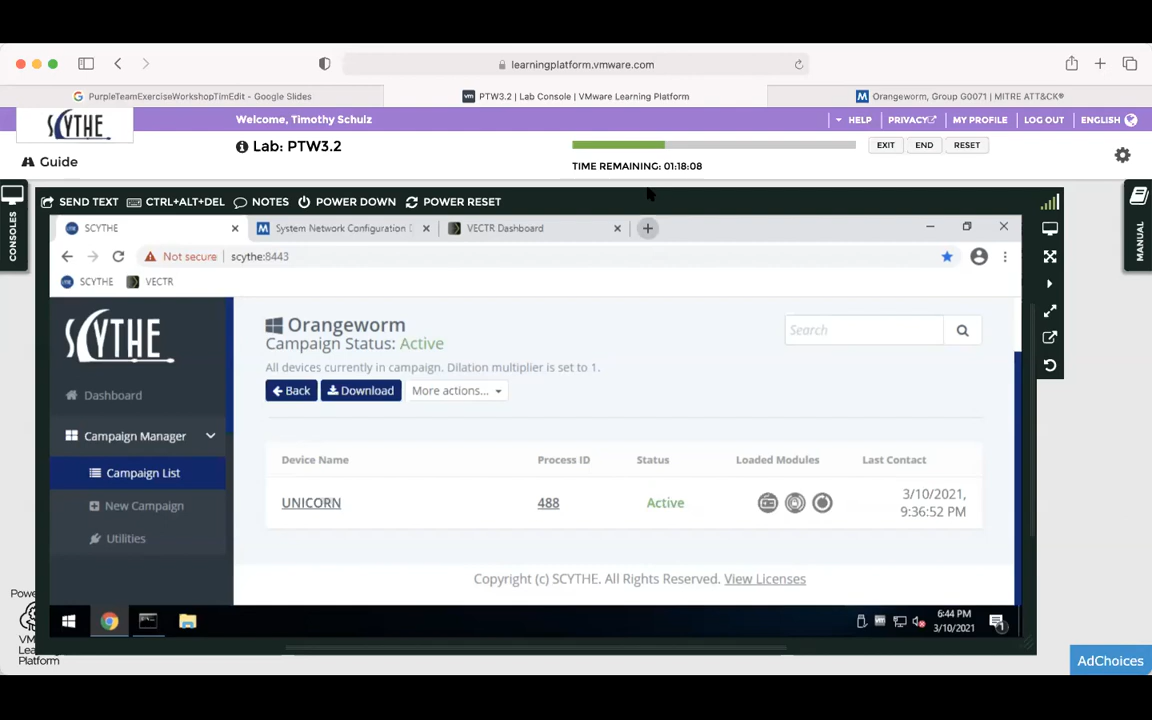 learningplatform.vmware.com
PurpleTeamExerciseWorkshopTimEdit - Google Slides
PTW3.2 | Lab Console | VMware Learning Platform
Orangeworm, Group G0071 | MITRE ATT&CK®
SCYTHE
Welcome, Timothy Schulz
HELP
PRIVACY
MY PROFILE
LOG OUT
ENGLISH
Guide
Lab: PTW3.2
EXIT
END
RESET
TIME REMAINING: 01:18:08
CONSOLES
SEND TEXT
CTRL+ALT+DEL
NOTES
POWER DOWN
POWER RESET
MANUAL
SCYTHE
System Network Configuration
VECTR Dashboard
Not secure
scythe:8443
SCYTHE
VECTR
SCYTHE
Dashboard
Campaign Manager
Campaign List
New Campaign
Utilities
Orangeworm
Campaign Status: Active
Search
All devices currently in campaign. Dilation multiplier is set to 1.
Back
Download
More actions...
Device Name
Process ID
Status
Loaded Modules
Last Contact
UNICORN
488
Active
3/10/2021,
9:36:52 PM
Copyright (c) SCYTHE. All Rights Reserved. View Licenses
6:44 PM
3/10/2021
1
Platform
AdChoices